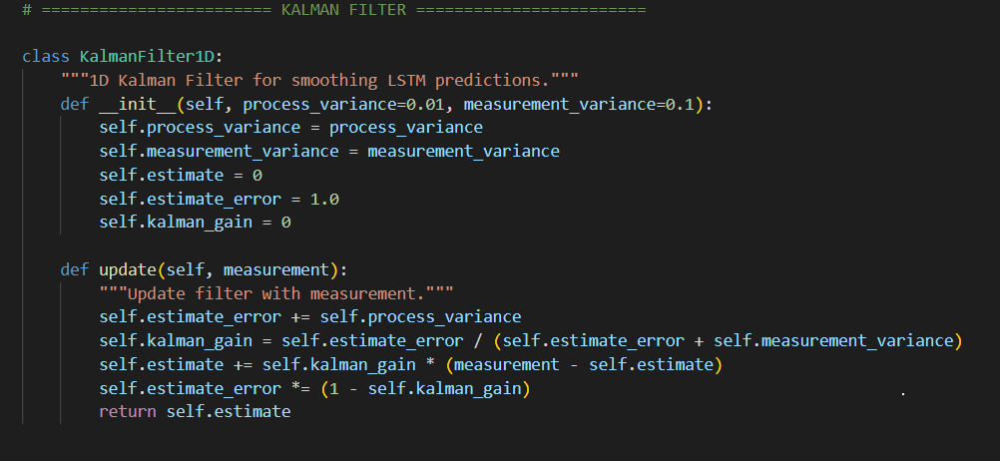 # ======================== KALMAN FILTER ========================
class KalmanFilter1D:
    """1D Kalman Filter for smoothing LSTM predictions."""
    def __init__(self, process_variance=0.01, measurement_variance=0.1):
        self.process_variance = process_variance
        self.measurement_variance = measurement_variance
        self.estimate = 0
        self.estimate_error = 1.0
        self.kalman_gain = 0
    def update(self, measurement):
        """Update filter with measurement."""
        self.estimate_error += self.process_variance
        self.kalman_gain = self.estimate_error / (self.estimate_error + self.measurement_variance)
        self.estimate += self.kalman_gain * (measurement - self.estimate)
        self.estimate_error *= (1 - self.kalman_gain)
        return self.estimate